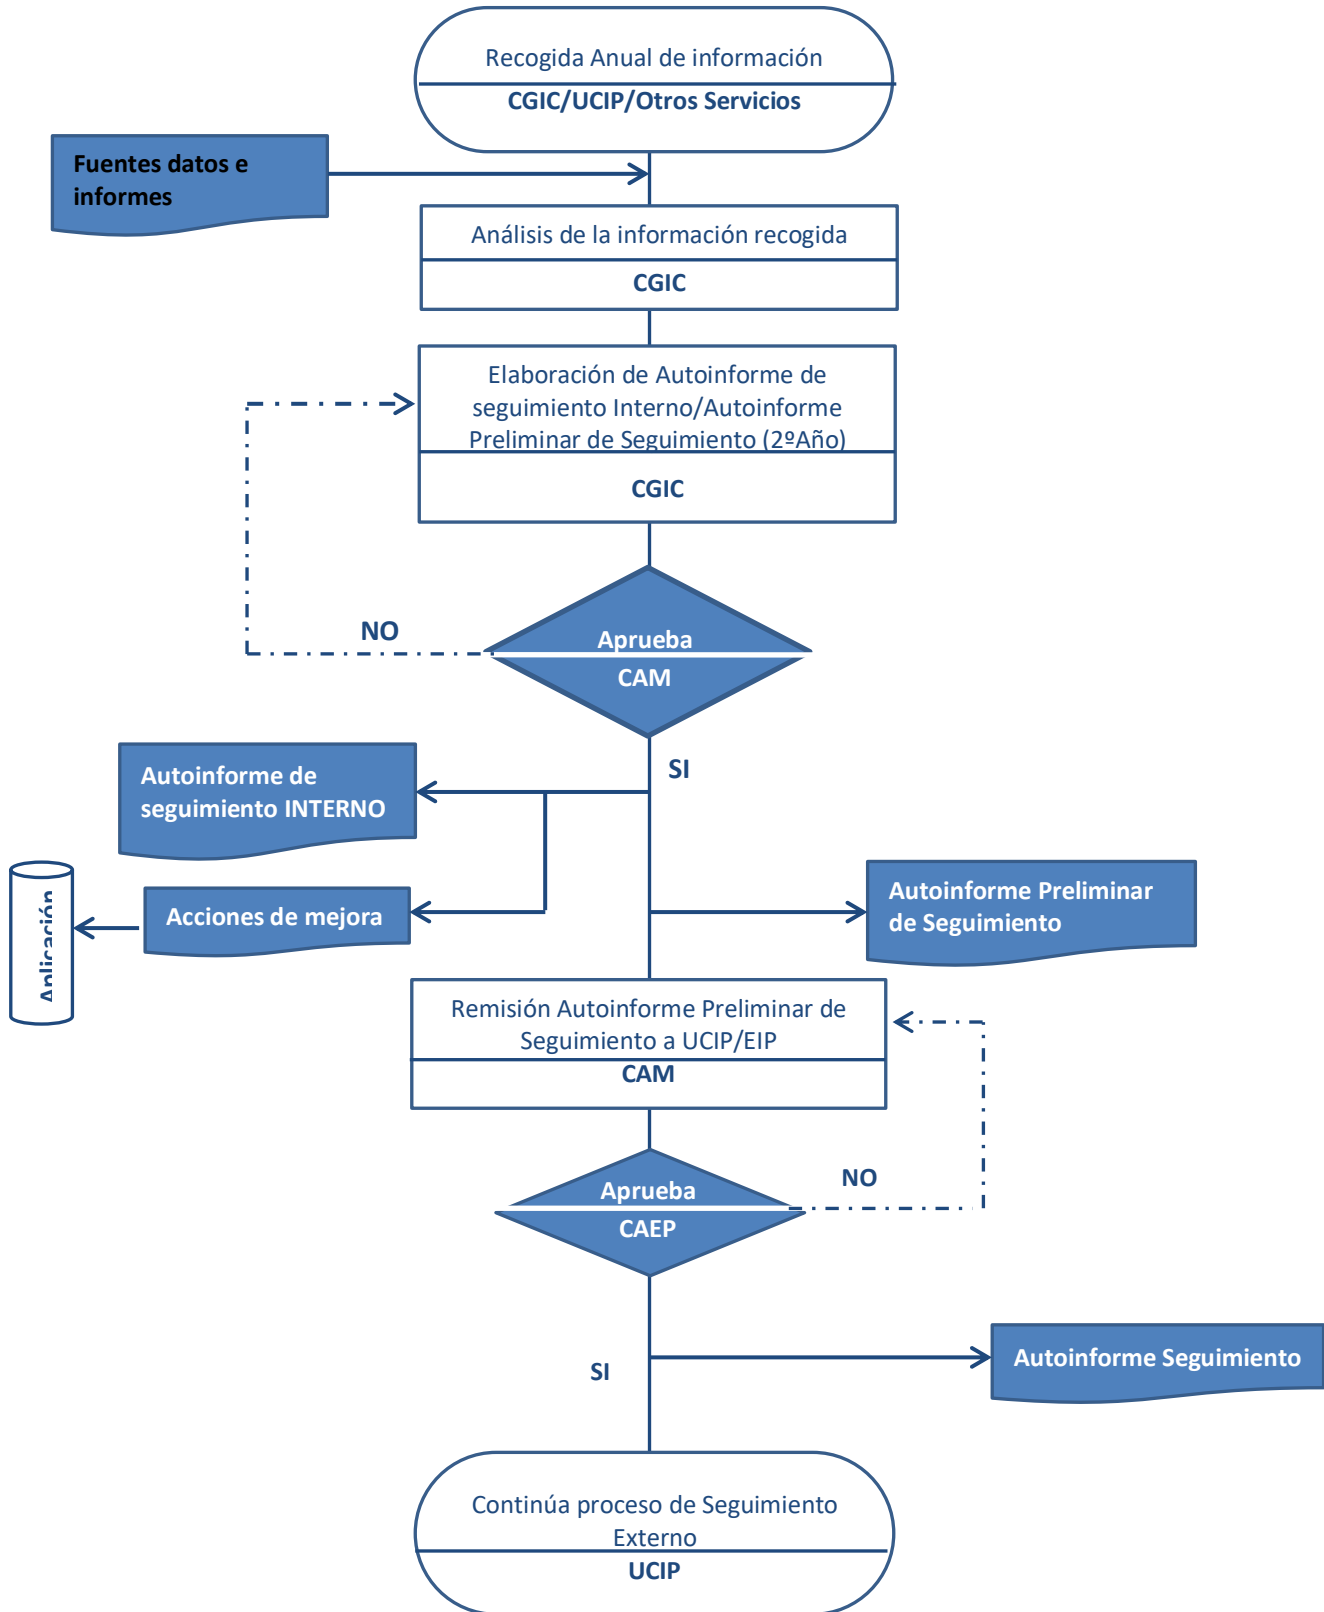 Recogida Anual de información
CGIC/UCIP/Otros Servicios
Fuentes datos e
informes
Análisis de la información recogida
CGIC
Elaboración de Autoinforme de
seguimiento Interno/Autoinforme
Preliminar de Seguimiento (2ºAño)
CGIC
NO
Aprueba
CAM
SI
Autoinforme de
seguimiento INTERNO
Aplicación
Acciones de mejora
Autoinforme Preliminar
de Seguimiento
Remisión Autoinforme Preliminar de
Seguimiento a UCIP/EIP
CAM
Aprueba
CAEP
NO
SI
Autoinforme Seguimiento
Continúa proceso de Seguimiento
Externo
UCIP